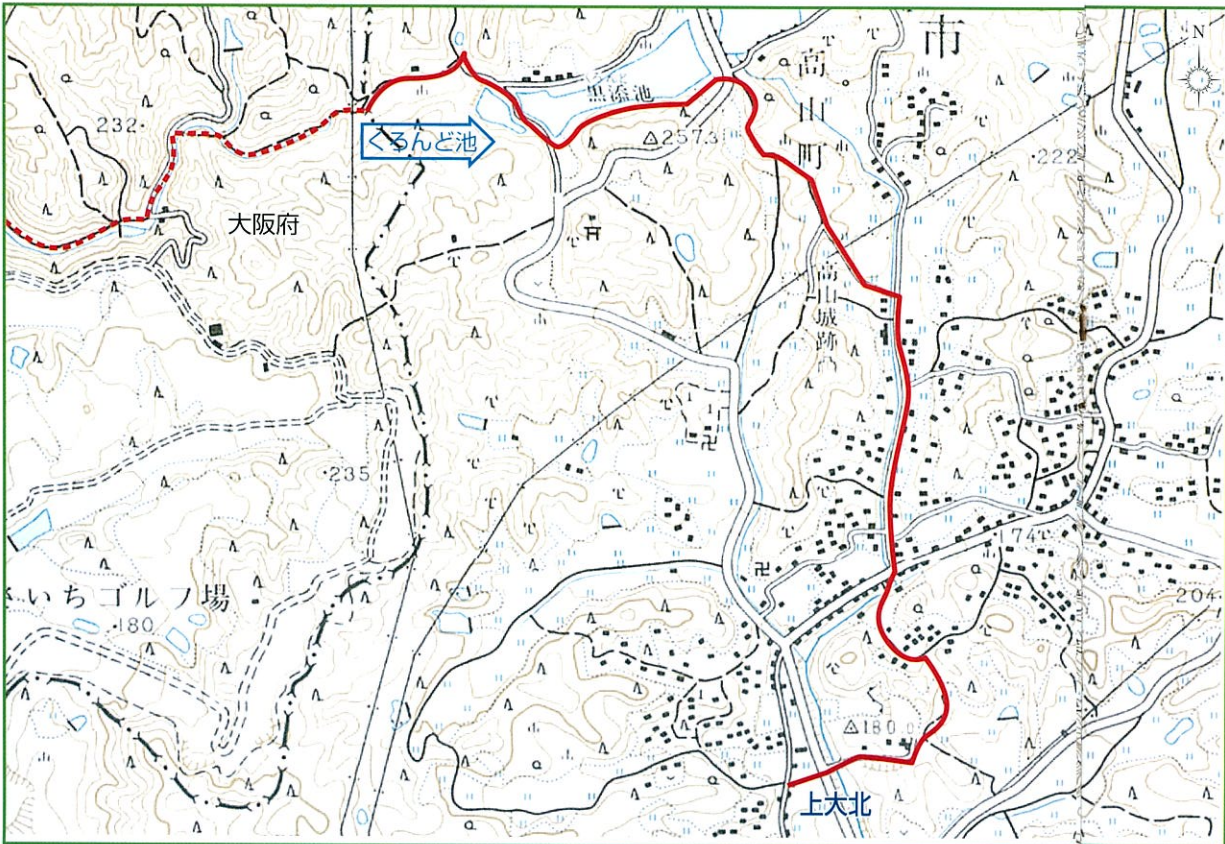 市
N
高山町
黒添池
232
くろんど池
257.3
222
大阪府
高山城跡
235
174
いちゴルフ場
180
204
180.9
上大北